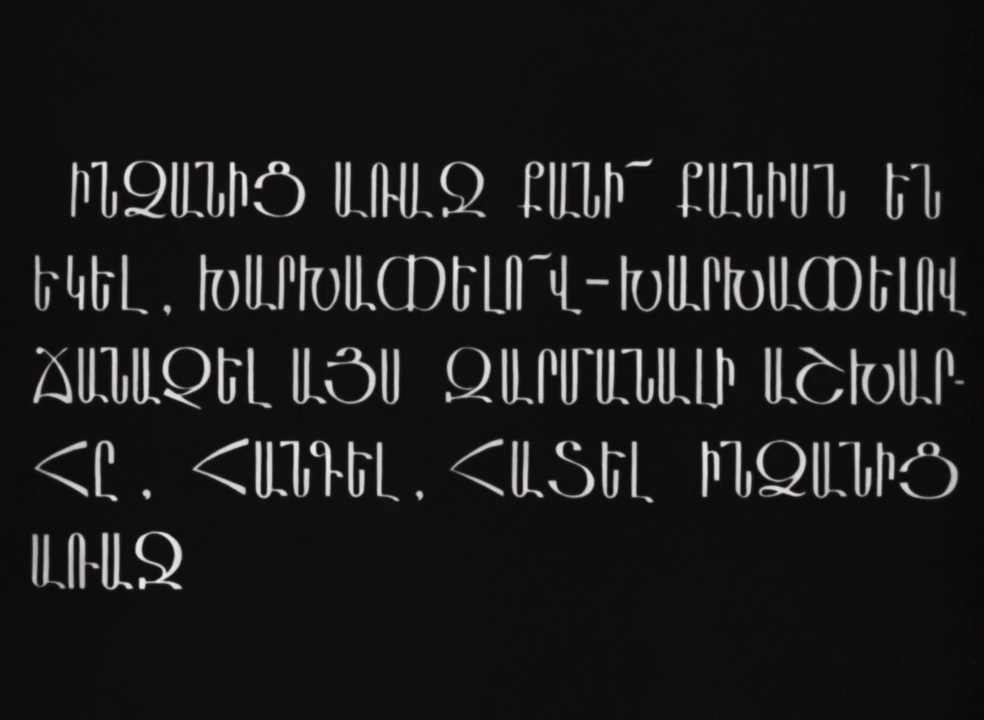 ԻՆՁԱՆԻՑ ԱՌԱՋ ՔԱՆԻ՜ ՔԱՆԻՍՆ ԵՆ
ԵԿԵԼ, ԽԱՐԽԱՓԵԼՈ՜Վ-ԽԱՐԽԱՓԵԼՈՎ
ՃԱՆԱՉԵԼ ԱՅՍ ԶԱՐՄԱՆԱԼԻ ԱՇԽԱՐ-
ՀԸ, ՀԱՆԳԵԼ, ՀԱՏԵԼ ԻՆՁԱՆԻՑ
ԱՌԱՋ